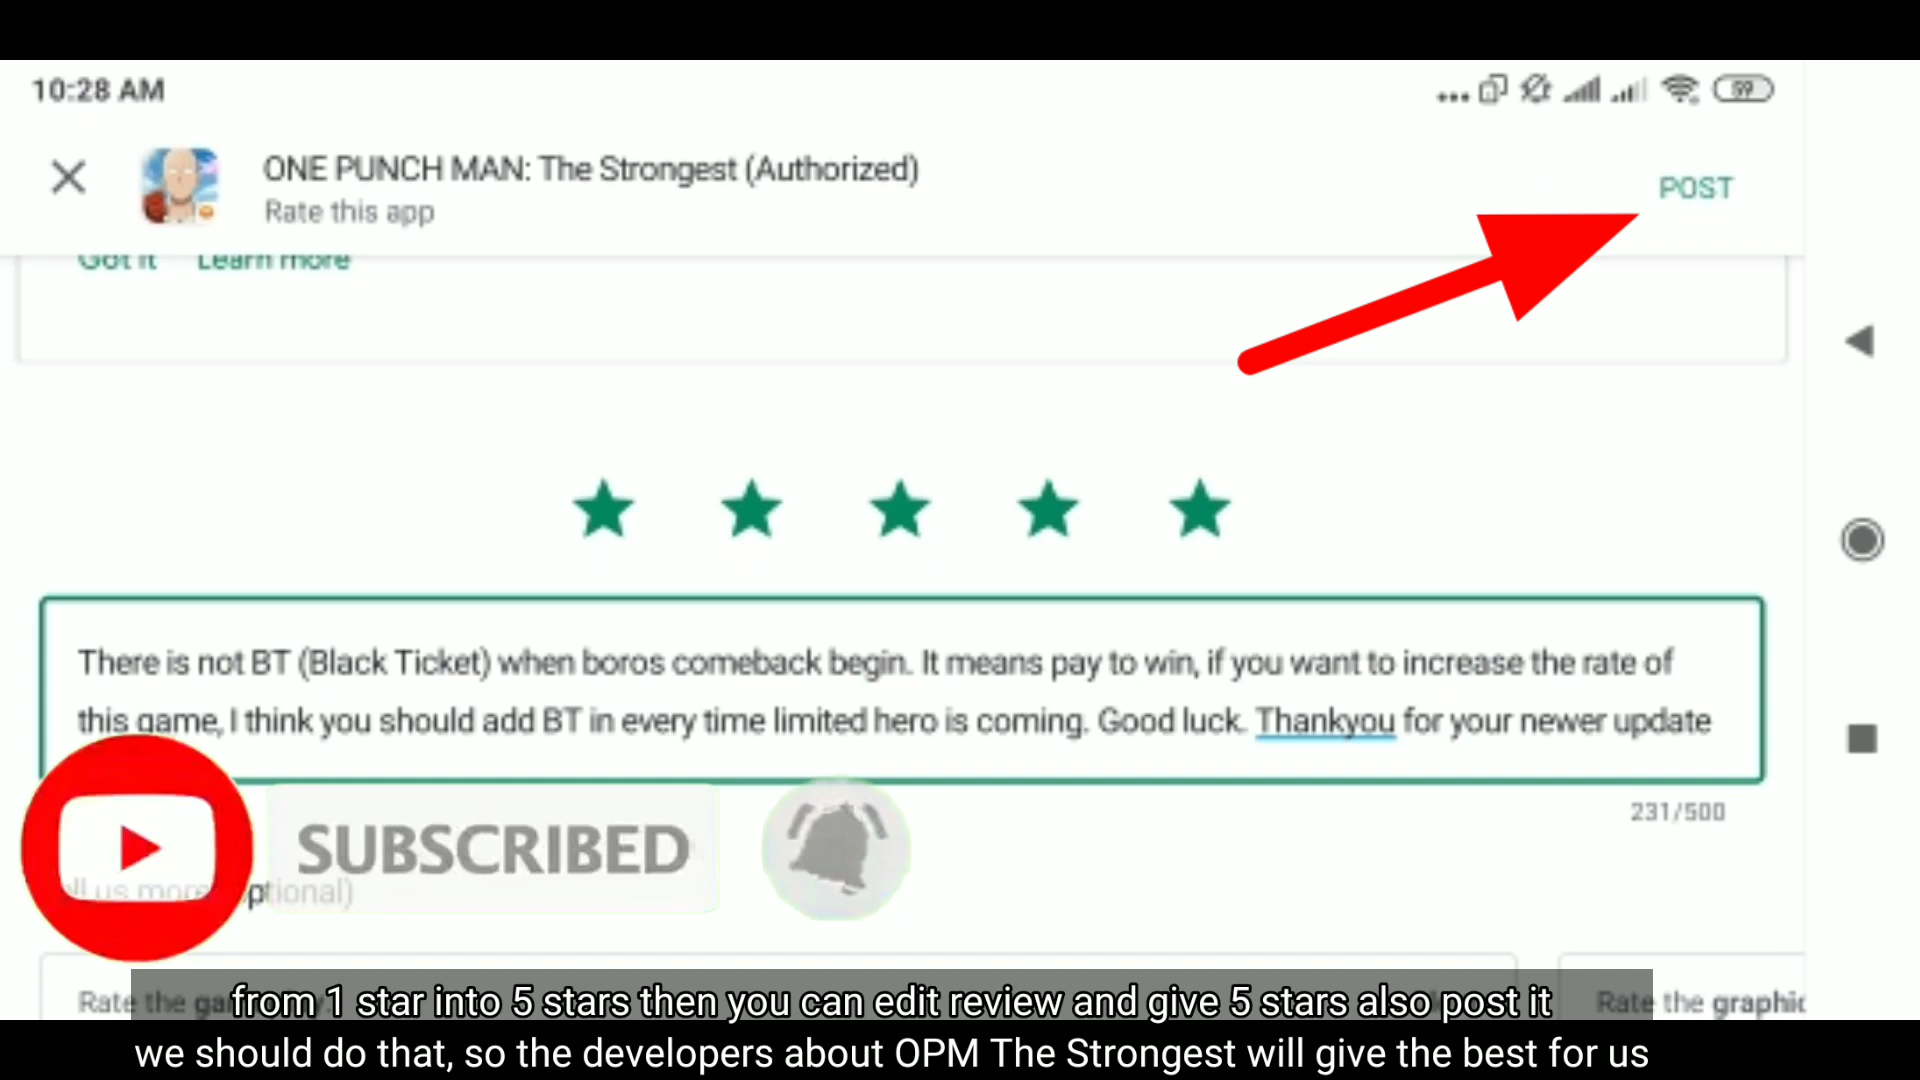 10:28 AM
59
ONE PUNCH MAN: The Strongest (Authorized)
POST
Rate this app
Got it Learn more
There is not BT (Black Ticket) when boros comeback begin. It means pay to win, if you want to increase the rate of
this game, I think you should add BT in every time limited hero is coming. Good luck. Thankyou for your newer update
231/500
SUBSCRIBED
us more ptional)
Rate the Rate the graphic
from 1 star into 5 stars then you can edit review and give 5 stars also post it
we should do that, so the developers about OPM The Strongest will give the best for us